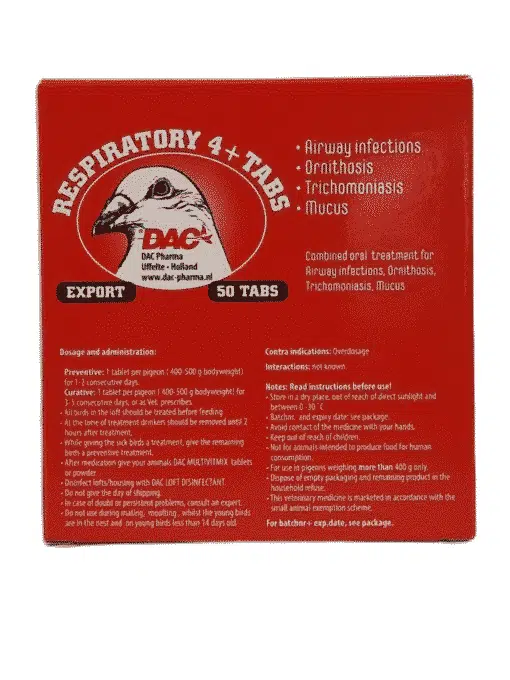 RESPIRATORY 4+ TABS
DAC
DAC Pharma
Uffelte • Holland
www.dac-pharma.nl
EXPORT
50 TABS
• Airway infections
• Ornithosis
• Trichomoniasis
• Mucus
Combined oral treatment for
Airway infections, Ornithosis,
Trichomoniasis, Mucus
Dosage and administration:
Preventive: 1 tablet per pigeon ( 400-500 g bodyweight)
for 1-2 consecutive days.
Curative: 1 tablet per pigeon ( 400-500 g bodyweight) for
3-5 consecutive days, or as Vet. prescribes.
- All birds in the loft should be treated before feeding
- At the time of treatment drinkers should be removed until 2
hours after treatment.
- While giving the sick birds a treatment, give the remaining
birds a preventive treatment.
- After medication give your animals DAC MULTIVITMIX tablets
or powder.
- Disinfect lofts/housing with DAC LOFT DISINFECTANT
- Do not give the day of shipping.
- In case of doubt or persistent problems, consult an expert.
- Do not use during mating, moulting, whilst the young birds
are in the nest and on young birds less than 14 days old.
Contra indications: Overdosage
Interactions: not known
Notes: Read instructions before use!
- Store in a dry place, out of reach of direct sunlight and
between 0 -30 °C
- Batchnr. and expiry date: see package.
- Avoid contact of the medicine with your hands.
- Keep out of reach of children.
- Not for animals intended to produce food for human
consumption.
- For use in pigeons weighing more than 400 g only.
- Dispose of empty packaging and remaining product in the
household refuse.
- This veterinary medicine is marketed in accordance with the
small animal exemption scheme.
For batchnr+ exp.date, see package.